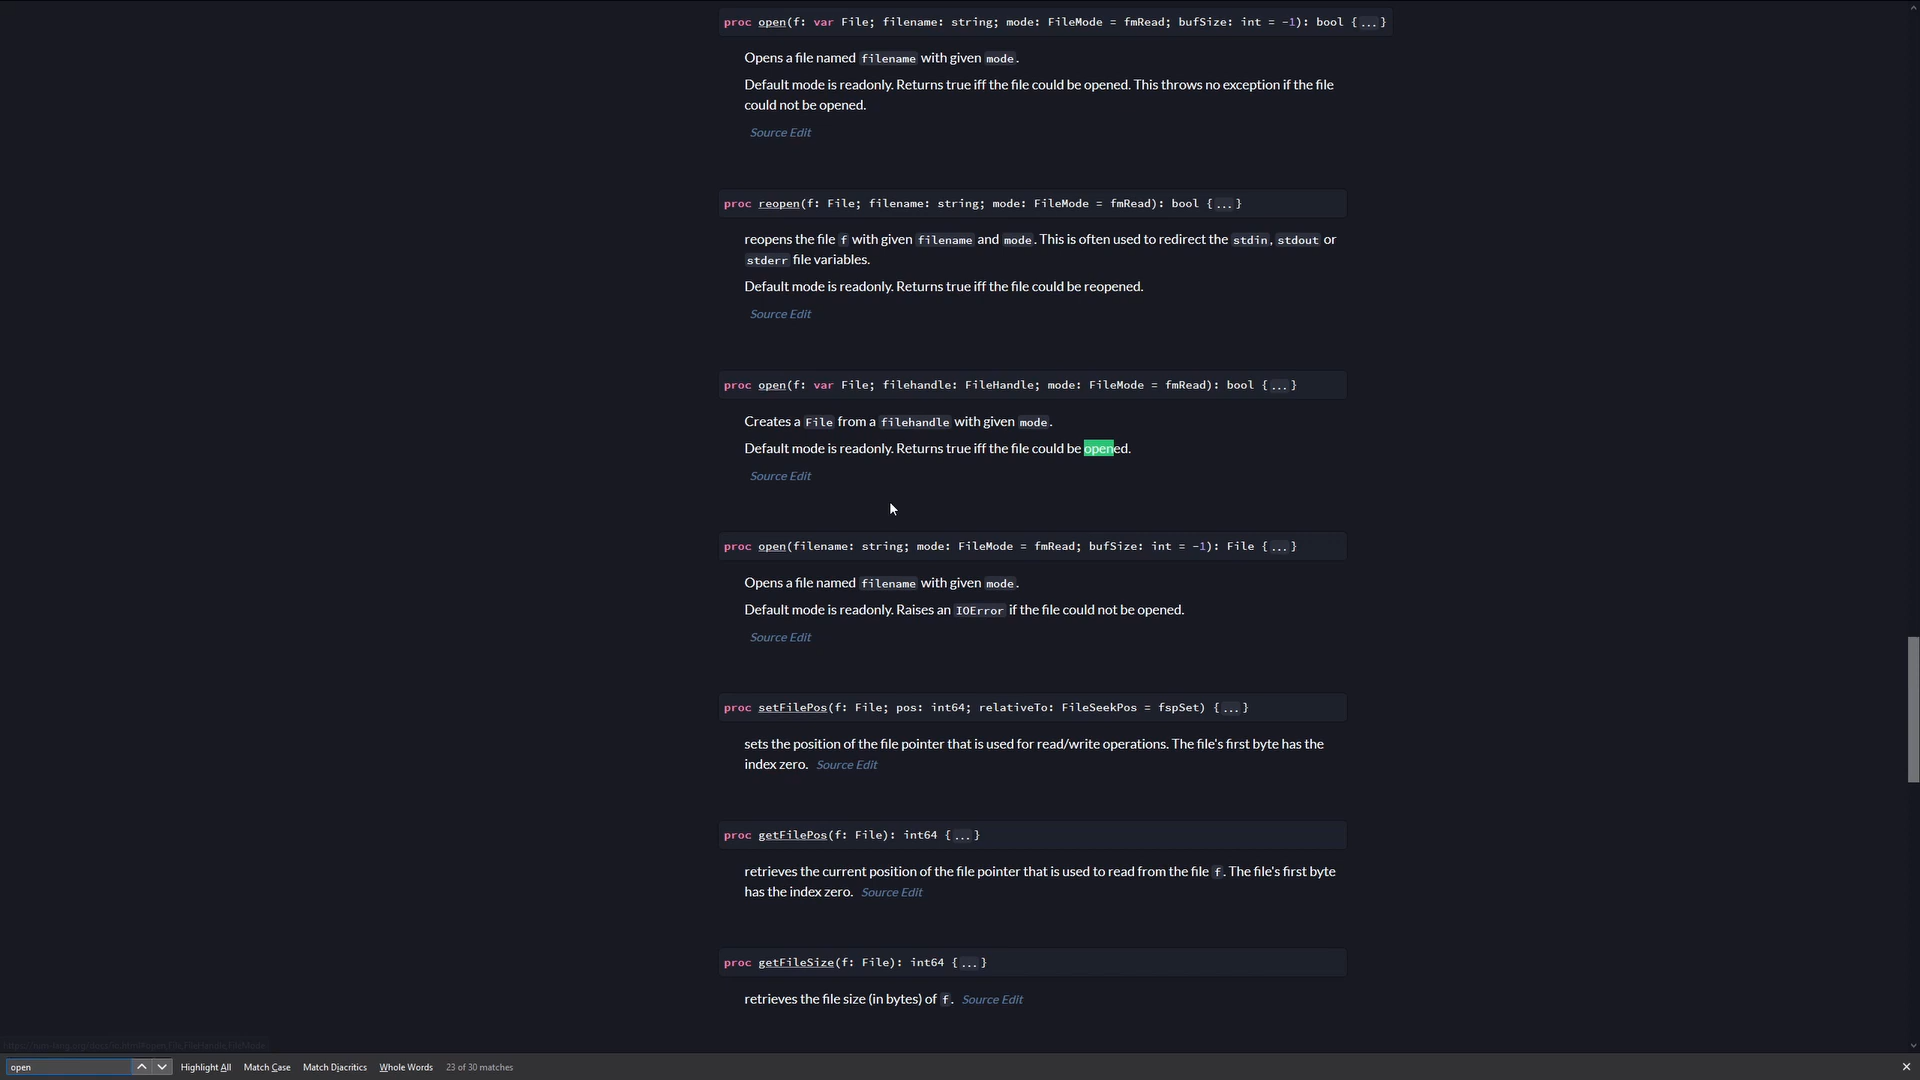 proc open(f: var File; filename: string; mode: FileMode = fmRead; bufSize: int = -1): bool {...}
Opens a file named filename with given mode.
Default mode is readonly. Returns true iff the file could be opened. This throws no exception if the file
could not be opened.
Source Edit
proc reopen(f: File; filename: string; mode: FileMode = fmRead): bool {...}
reopens the file f with given filename and mode. This is often used to redirect the stdin, stdout or
stderr file variables.
Default mode is readonly. Returns true iff the file could be reopened.
Source Edit
proc open(f: var File; filehandle: FileHandle; mode: FileMode = fmRead): bool {...}
Creates a File from a filehandle with given mode.
Default mode is readonly. Returns true iff the file could be opened.
Source Edit
proc open(filename: string; mode: FileMode = fmRead; bufSize: int = -1): File {...}
Opens a file named filename with given mode.
Default mode is readonly. Raises an IOError if the file could not be opened.
Source Edit
proc setFilePos(f: File; pos: int64; relativeTo: FileSeekPos = fspSet) {...}
sets the position of the file pointer that is used for read/write operations. The file's first byte has the
index zero. Source Edit
proc getFilePos(f: File): int64 {...}
retrieves the current position of the file pointer that is used to read from the file f. The file's first byte
has the index zero. Source Edit
proc getFileSize(f: File): int64 {...}
retrieves the file size (in bytes) of f. Source Edit
open Highlight All Match Case Match Diacritics Whole Words 23 of 30 matches